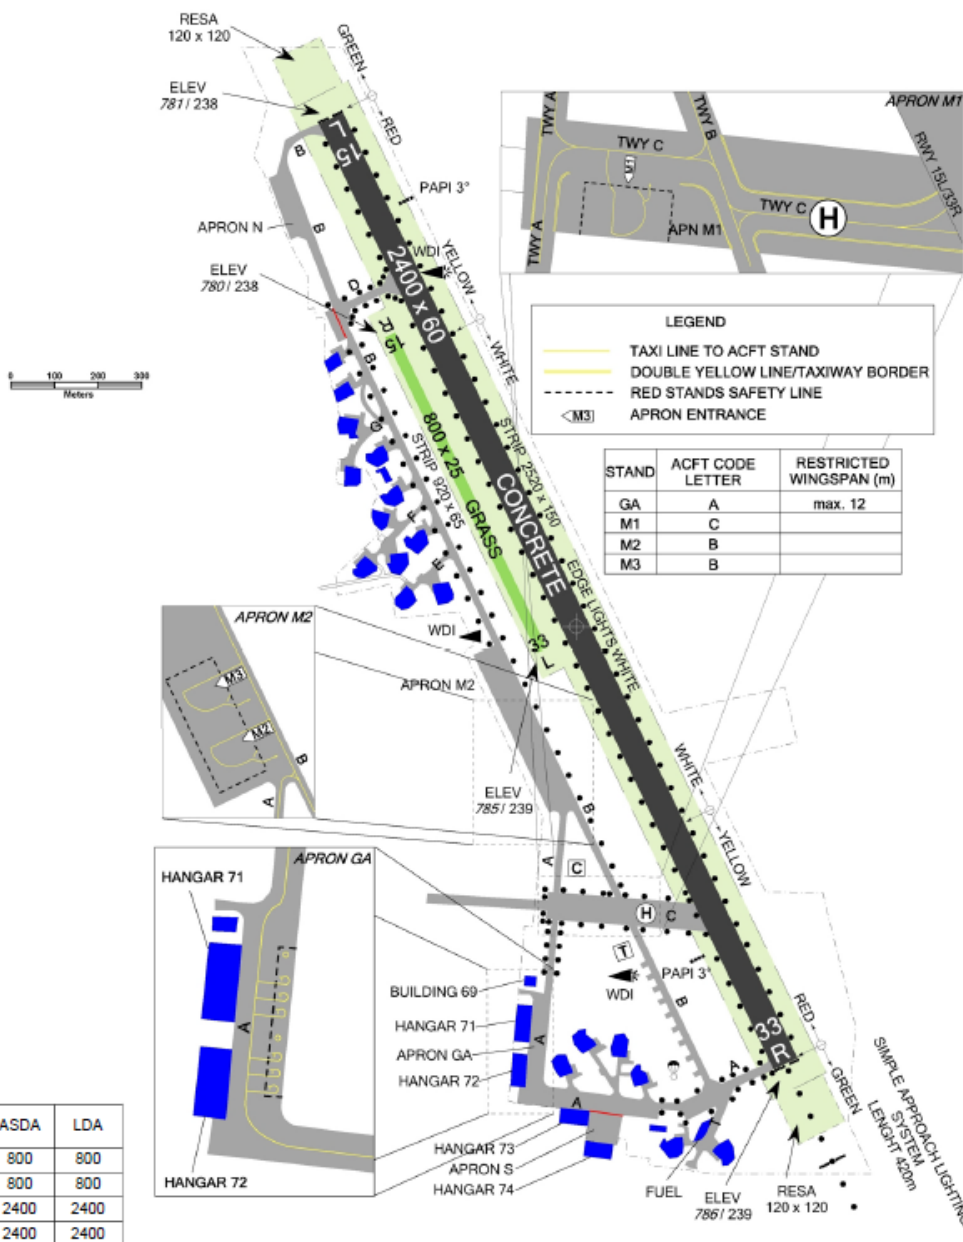 RESA
120 x 120
GREEN
RED
ELEV
781 / 238
15
L
B
PAPI 3°
APRON N
B
WDI
YELLOW
ELEV
780 / 238
D
2400 x 60
15
R
WHITE
B
0 100 200 300
Meters
G
STRIP 920 x 65
800 x 25
GRASS
STRIP 2520 x 150
CONCRETE
F
E
EDGE LIGHTS WHITE
WDI
33
L
APRON M2
ELEV
785 / 239
B
WHITE
YELLOW
A
C
H
C
T
PAPI 3°
WDI
B
BUILDING 69
HANGAR 71
A
APRON GA
HANGAR 72
A
33
R
A
RED
GREEN
SIMPLE APPROACH LIGHTING
SYSTEM
LENGHT 420m
HANGAR 73
APRON S
HANGAR 74
FUEL
ELEV
786 / 239
RESA
120 x 120
APRON M1
TWY A
TWY B
TWY C
M1
RWY 15L/33R
TWY C
H
TWY A
APN M1
LEGEND
TAXI LINE TO ACFT STAND
DOUBLE YELLOW LINE/TAXIWAY BORDER
RED STANDS SAFETY LINE
M3 APRON ENTRANCE
STAND ACFT CODE LETTER RESTRICTED WINGSPAN (m)
GA A max. 12
M1 C
M2 B
M3 B
APRON M2
M3
M2
B
A
APRON GA
HANGAR 71
A
HANGAR 72
ASDA LDA
800 800
800 800
2400 2400
2400 2400